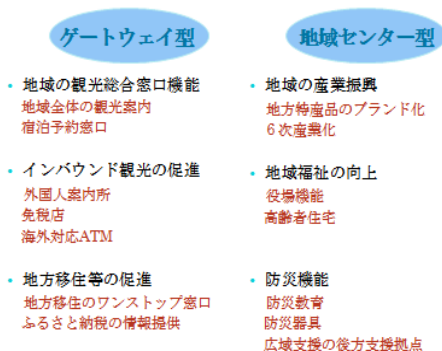 ゲートウェイ型
・ 地域の観光総合窓口機能
地域全体の観光案内
宿泊予約窓口
・ インバウンド観光の促進
外国人案内所
免税店
海外対応ATM
・ 地方移住等の促進
地方移住のワンストップ窓口
ふるさと納税の情報提供
地域センター型
・ 地域の産業振興
地方特産品のブランド化
6次産業化
・ 地域福祉の向上
役場機能
高齢者住宅
・ 防災機能
防災教育
防災器具
広域支援の後方支援拠点